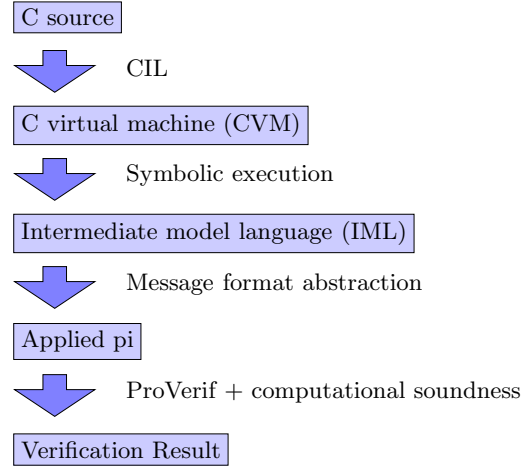 C source
CIL
C virtual machine (CVM)
Symbolic execution
Intermediate model language (IML)
Message format abstraction
Applied pi
ProVerif + computational soundness
Verification Result